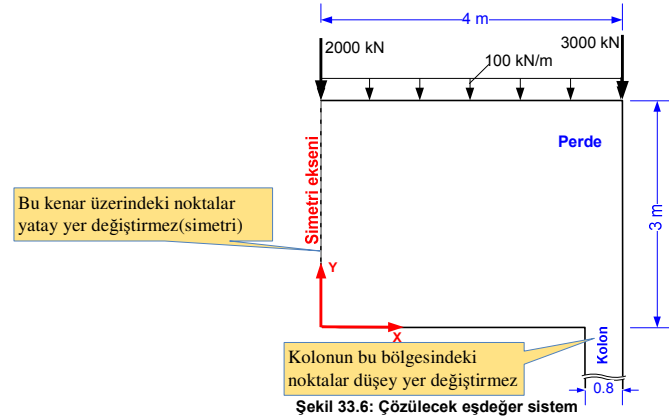 4 m
2000 kN
3000 kN
100 kN/m
Perde
Simetri ekseni
Bu kenar üzerindeki noktalar
yatay yer değiştirmez(simetri)
3 m
Y
X
Kolon
Kolonun bu bölgesindeki
noktalar düşey yer değiştirmez
0.8
Şekil 33.6: Çözülecek eşdeğer sistem